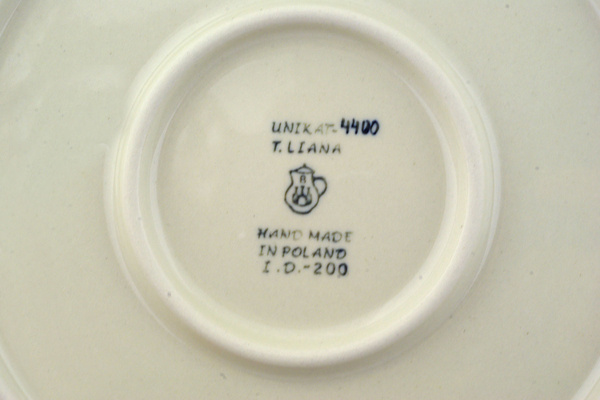 UNIKAT-4400
T. LIANA
A
HAND MADE
IN POLAND
I.D.-200